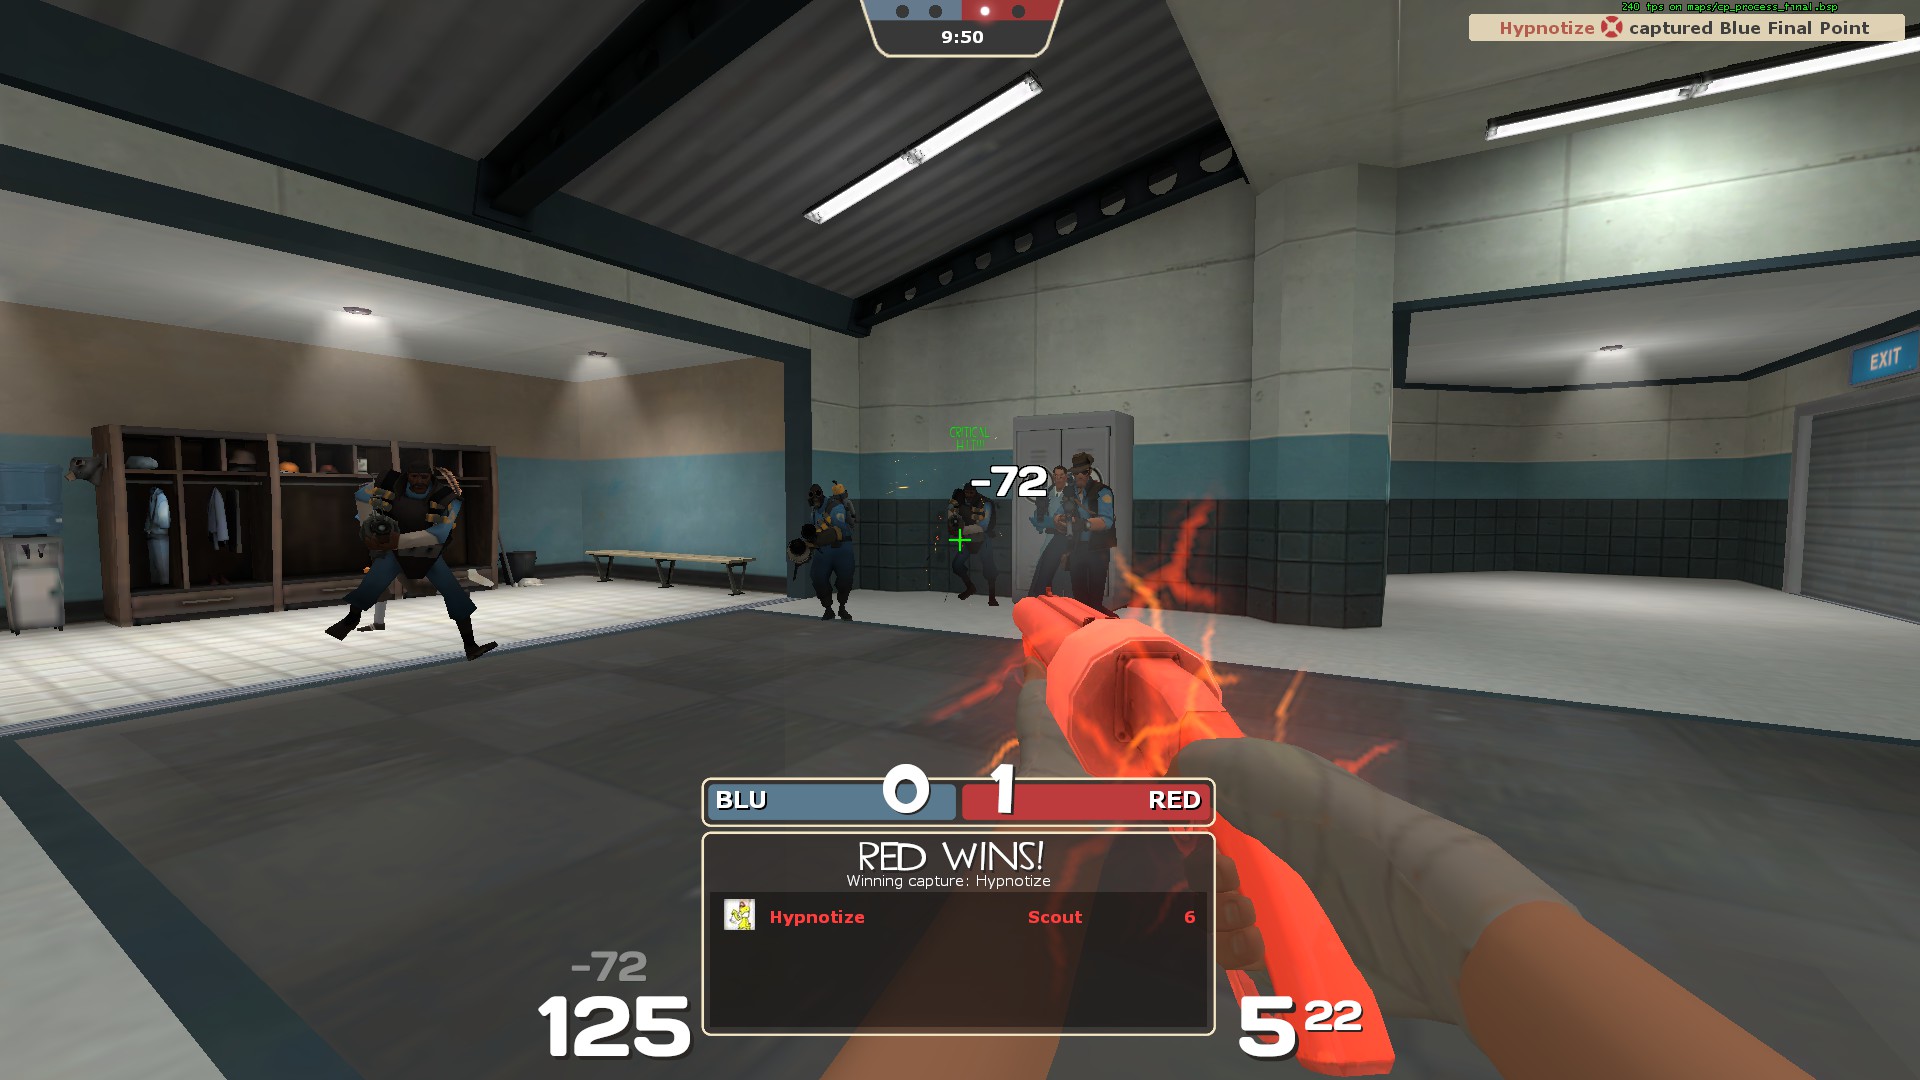 240 fps on maps/cp_process_final.bsp
Hypnotize captured Blue Final Point
9:50
EXIT
CRITICAL
HIT!!!
-72
BLU 0 1 RED
RED WINS!
Winning capture: Hypnotize
Hypnotize Scout 6
-72
125
5 22